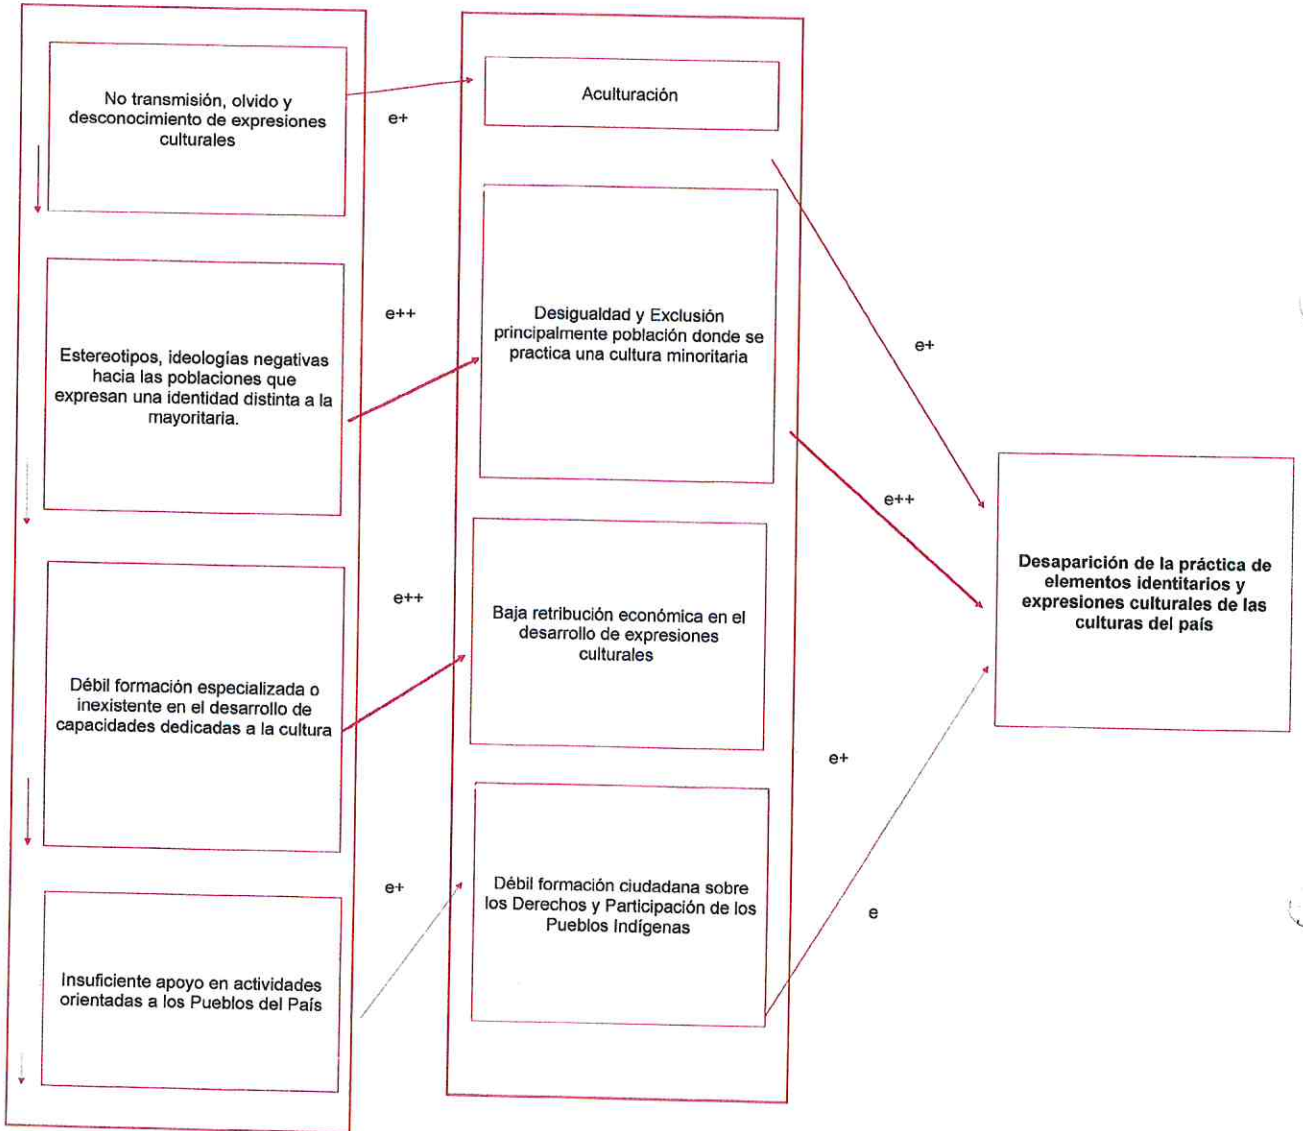 No transmisión, olvido y
desconocimiento de expresiones
culturales
Estereotipos, ideologías negativas
hacia las poblaciones que
expresan una identidad distinta a la
mayoritaria.
Débil formación especializada o
inexistente en el desarrollo de
capacidades dedicadas a la cultura
Insuficiente apoyo en actividades
orientadas a los Pueblos del País
e+
e++
e++
e+
Aculturación
Desigualdad y Exclusión
principalmente población donde se
practica una cultura minoritaria
Baja retribución económica en el
desarrollo de expresiones
culturales
Débil formación ciudadana sobre
los Derechos y Participación de los
Pueblos Indígenas
e+
e++
e+
e
Desaparición de la práctica de
elementos identitarios y
expresiones culturales de las
culturas del país